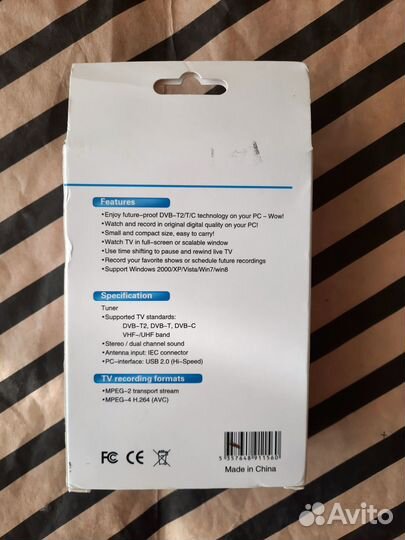 Features
•Enjoy future-proof DVB-T2/T/C technology on your PC - Wow!
•Watch and record in original digital quality on your PC!
•Small and compact size, easy to carry!
•Watch TV in full-screen or scalable window
•Use time shifting to pause and rewind live TV
•Record your favorite shows or schedule future recordings
•Support Windows 2000/XP/Vista/Win7/win8
Specification
Tuner
•Supported TV standards:
DVB-T2, DVB-T, DVB-C
VHF-/UHF band
•Stereo / dual channel sound
•Antenna input: IEC connector
•PC-interface: USB 2.0 (Hi-Speed)
TV recording formats
•MPEG-2 transport stream
•MPEG-4 H.264 (AVC)
5 357648 911560
FC CE
Made in China
Avito